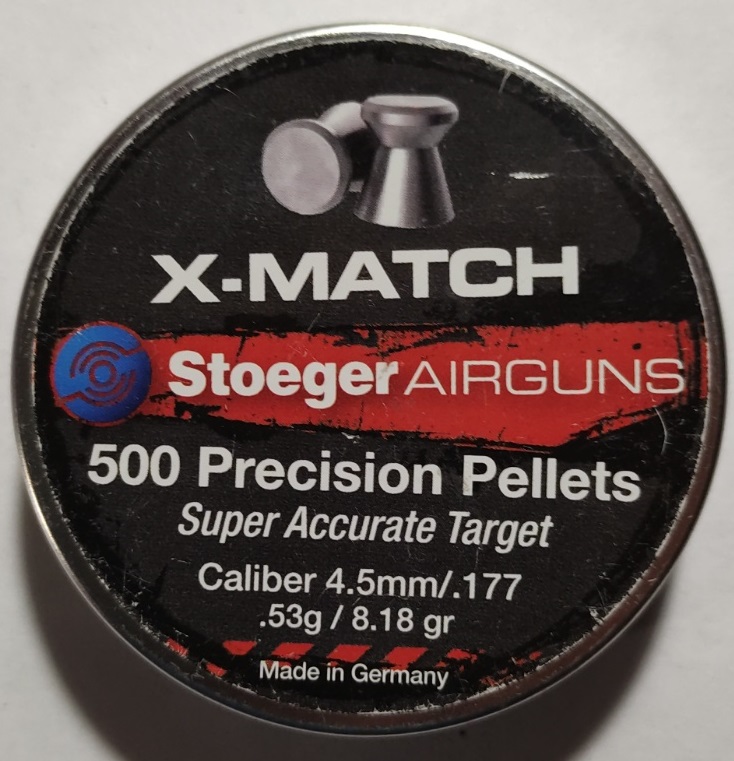 X-MATCH
Stoeger AIRGUNS
500 Precision Pellets
Super Accurate Target
Caliber 4.5mm/.177
.53g / 8.18 gr
Made in Germany